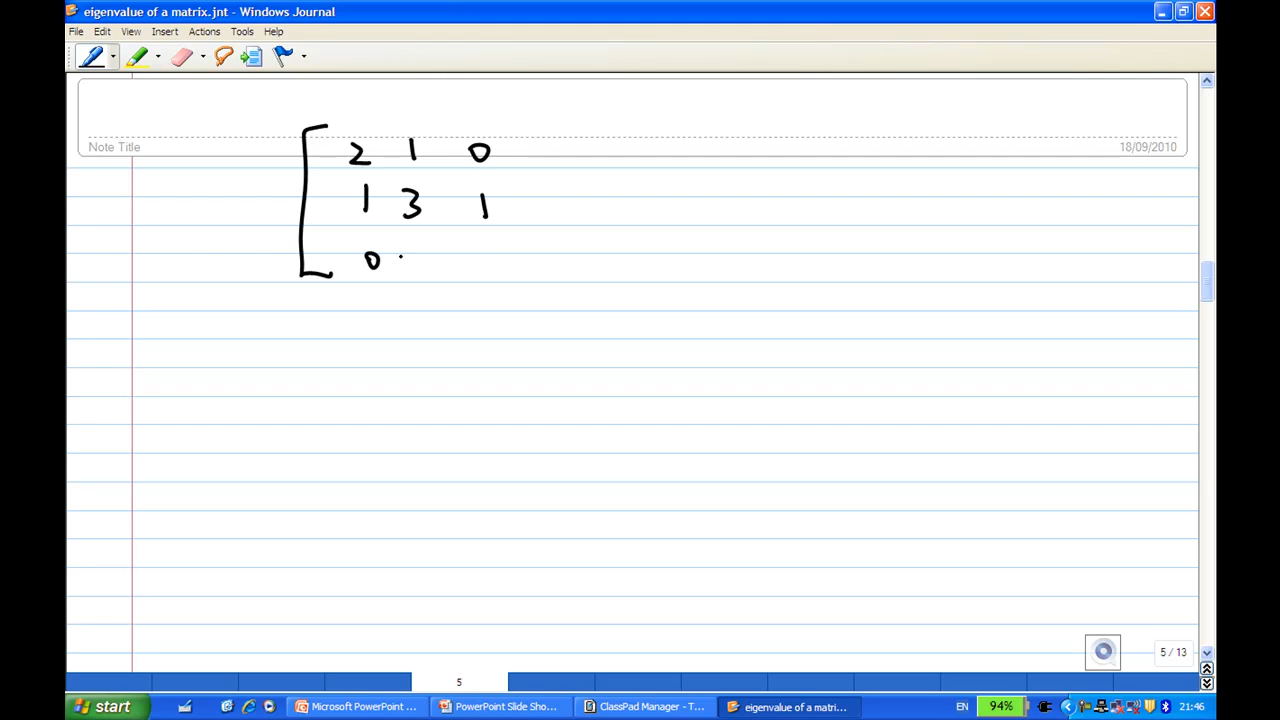 eigenvalue of a matrix.jnt - Windows Journal
File Edit View Insert Actions Tools Help
2 1 0
Note Title 18/09/2010
1 3 1
0
5 / 13
5
start Microsoft PowerPoint ... PowerPoint Slide Sho... ClassPad Manager - T... eigenvalue of a matri... EN 94% 21:46